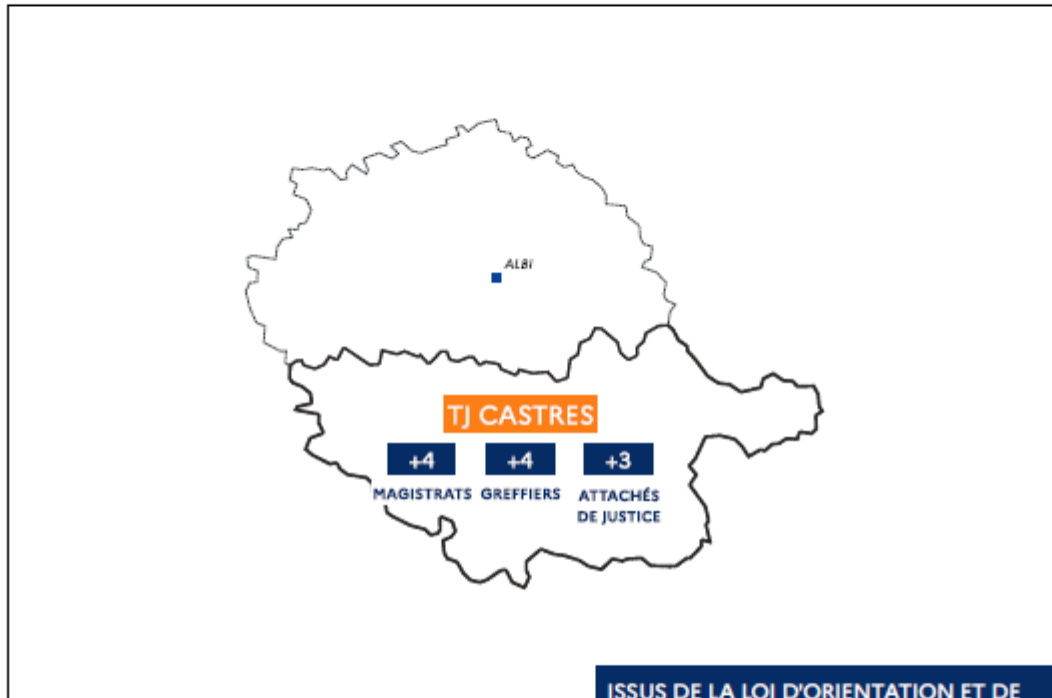 ALBI
TJ CASTRES
+4 +4 +3
MAGISTRATS GREFFIERS ATTACHÉS
DE JUSTICE
ISSUS DE LA LOI D'ORIENTATION ET DE